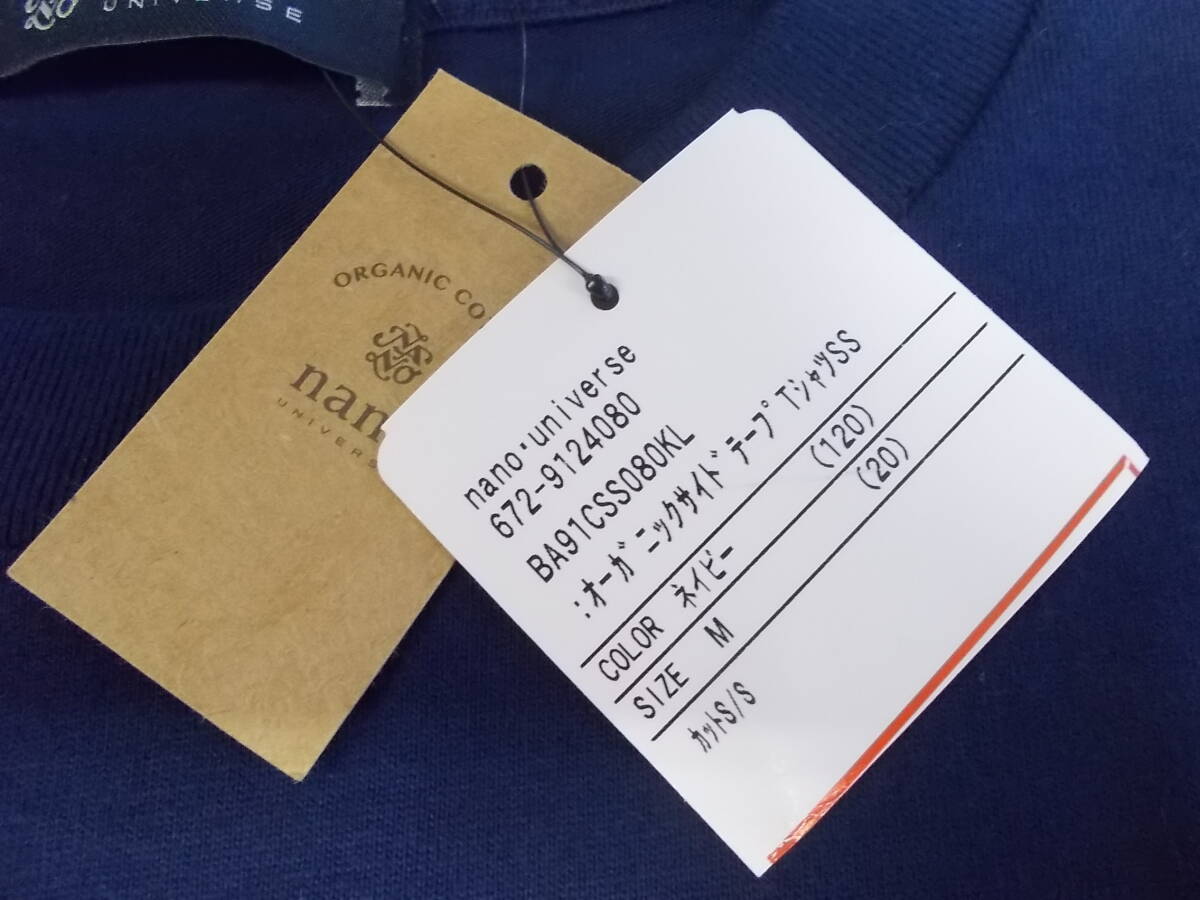 UNIVERSE
ORGANIC CO
nan
UNIVERS
nano・universe
672-9124080
BA91CSS080KL
:ｵｰｶﾞﾆｯｸｻｲﾄﾞﾃｰﾌﾟTｼｬﾂSS
COLOR ﾈｲﾋﾞｰ (120)
SIZE M (20)
ｶｯﾄS/S